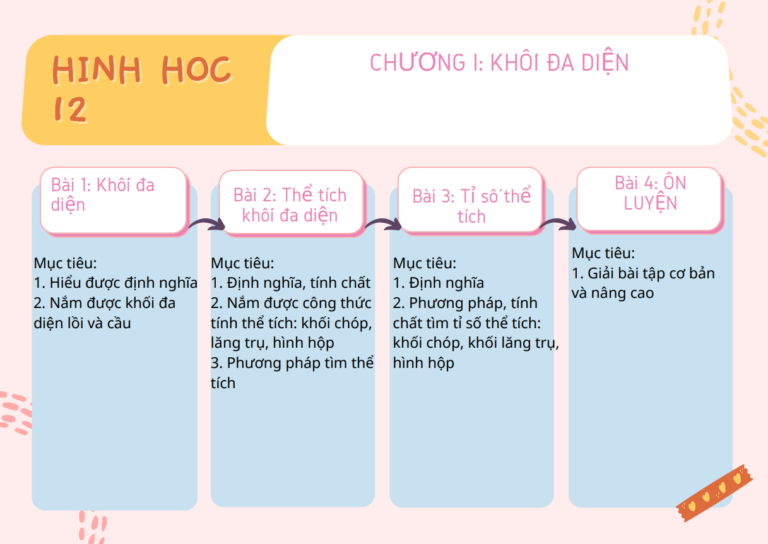 HINH HOC
12
CHƯƠNG I: KHỐI ĐA DIỆN
Bài 1: Khối đa
diện
Mục tiêu:
1. Hiểu được định nghĩa
2. Nắm được khối đa
diện lồi và cầu
Bài 2: Thể tích
khối đa diện
Mục tiêu:
1. Định nghĩa, tính chất
2. Nắm được công thức
tính thể tích: khối chóp,
lăng trụ, hình hộp
3. Phương pháp tìm thể
tích
Bài 3: Tỉ số thể
tích
Mục tiêu:
1. Định nghĩa
2. Phương pháp, tính
chất tìm tỉ số thể tích:
khối chóp, khối lăng trụ,
hình hộp
Bài 4: ÔN
LUYỆN
Mục tiêu:
1. Giải bài tập cơ bản
và nâng cao